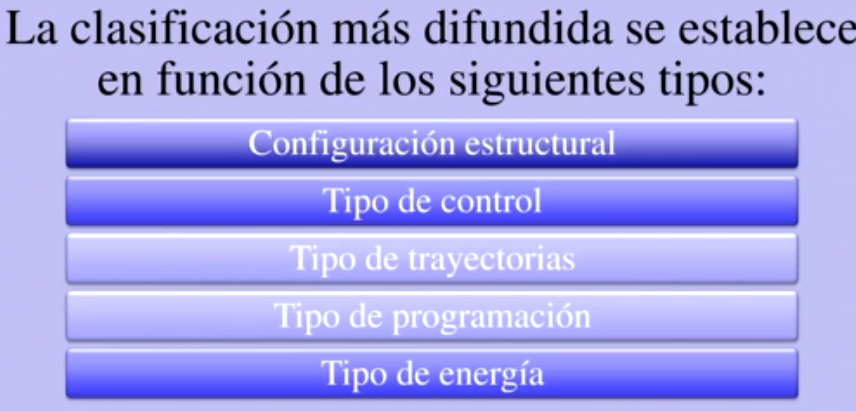 La clasificación más difundida se establece
en función de los siguientes tipos:
Configuración estructural
Tipo de control
Tipo de trayectorias
Tipo de programación
Tipo de energía